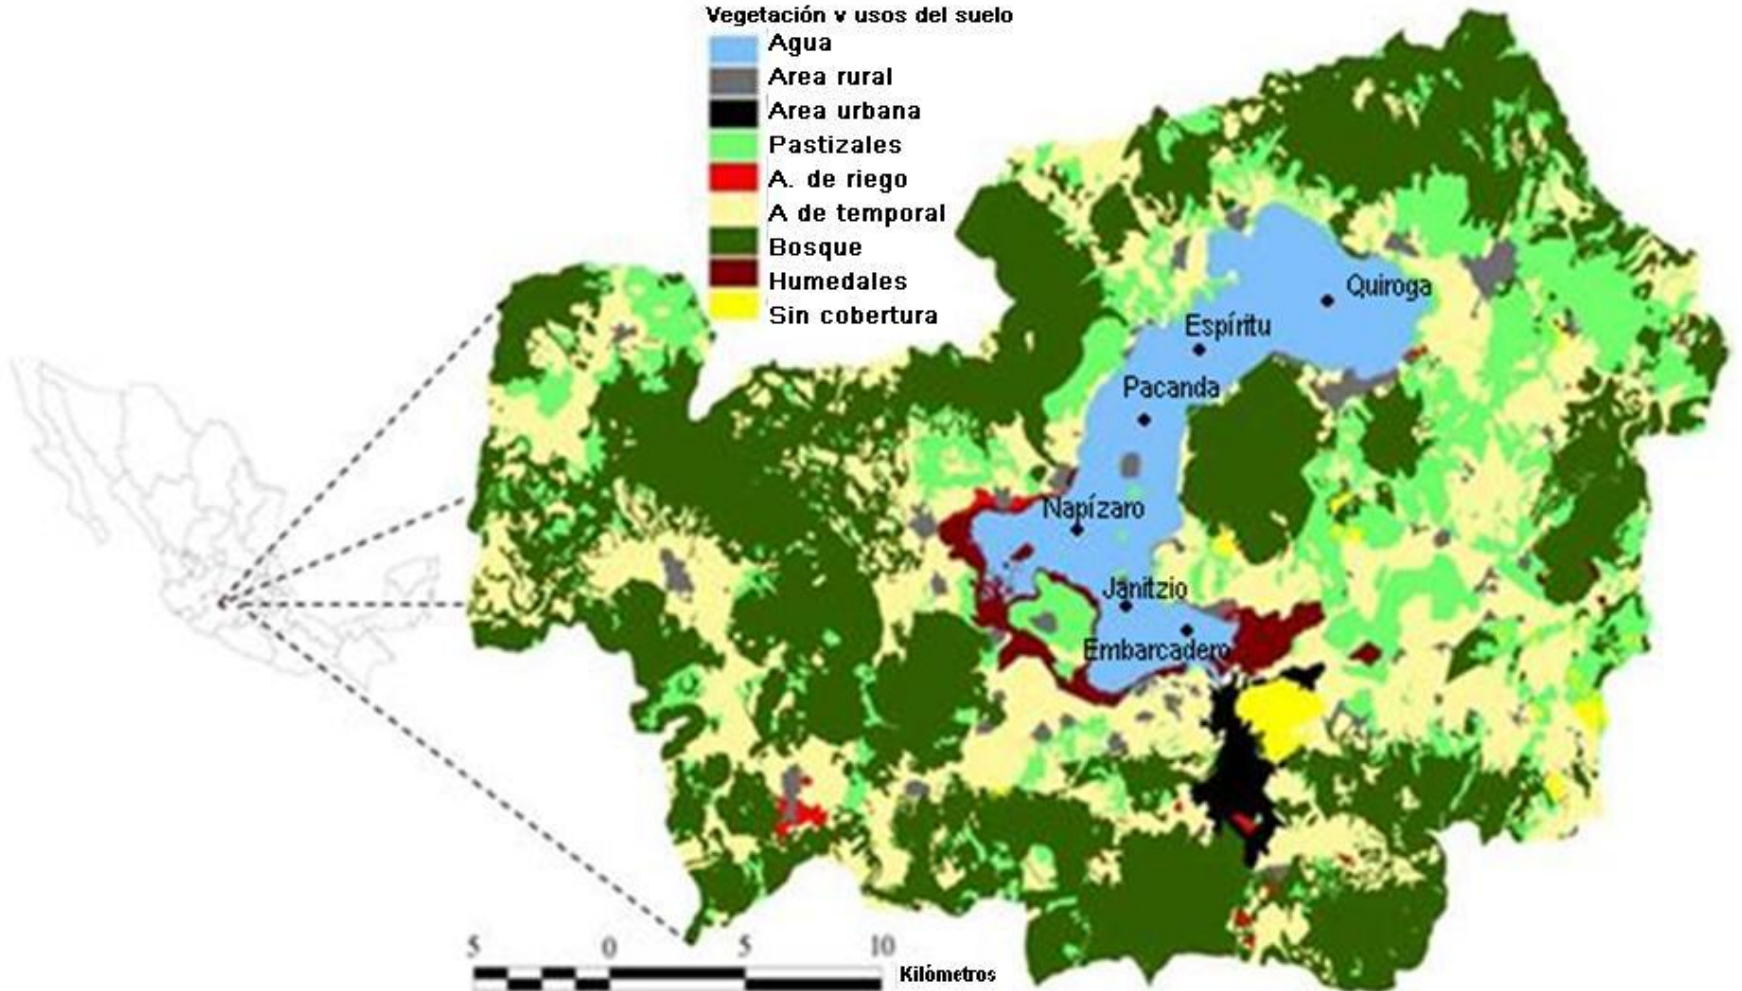 Vegetación v usos del suelo
Agua
Area rural
Area urbana
Pastizales
A. de riego
A de temporal
Bosque
Humedales
Sin cobertura
Quiroga
Espíritu
Pacanda
Napízaro
Janitzio
Embarcadero
5 0 5 10
Kilómetros